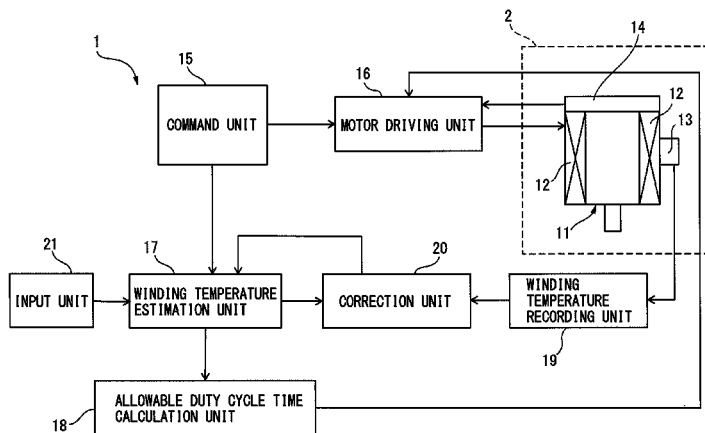 1
2
14
15
16
COMMAND UNIT
MOTOR DRIVING UNIT
12
13
12
11
21
17
20
INPUT UNIT
WINDING TEMPERATURE
ESTIMATION UNIT
CORRECTION UNIT
WINDING
TEMPERATURE
RECORDING UNIT
19
ALLOWABLE DUTY CYCLE TIME
CALCULATION UNIT
18